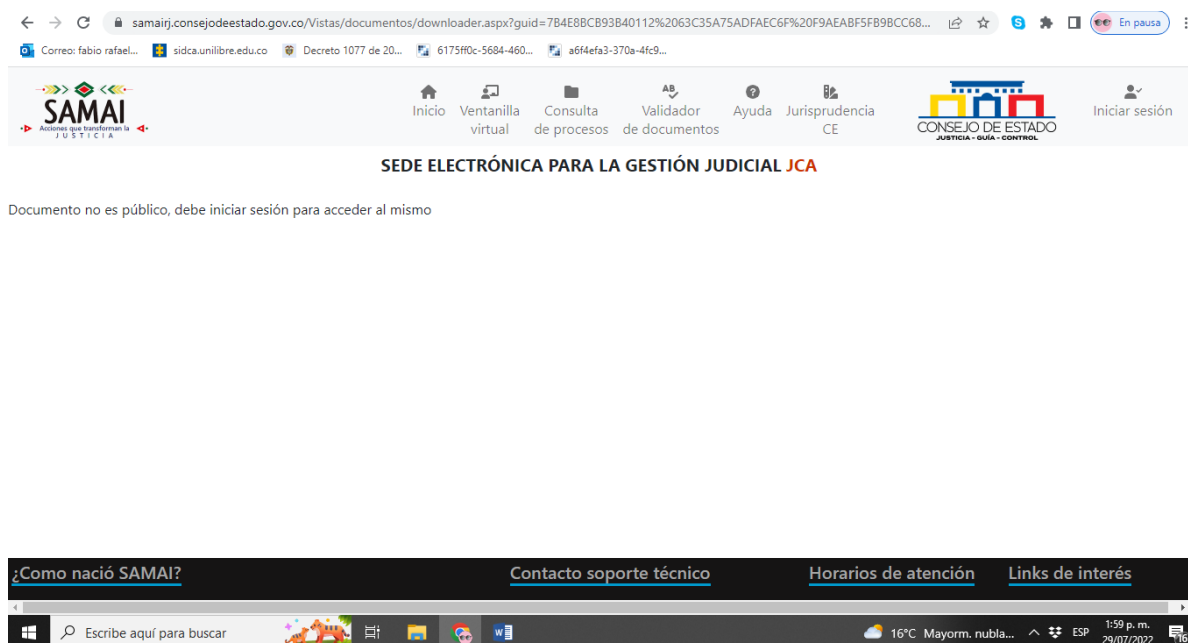 samairj.consejodeestado.gov.co/Vistas/documentos/downloader.aspx?guid=7B4E8BCB93B40112%2063C35A75ADFAEC6F%20F9AEABF5FB9BCC68...
En pausa
Correo: fabio rafael...
sidca.unilibre.edu.co
Decreto 1077 de 20...
6175ff0c-5684-460...
a6f4efa3-370a-4fc9...
SAMAI
Acciones que transforman la
JUSTICIA
Inicio
Ventanilla
virtual
Consulta
de procesos
Validador
de documentos
Ayuda
Jurisprudencia
CE
CONSEJO DE ESTADO
JUSTICIA - GUÍA - CONTROL
Iniciar sesión
SEDE ELECTRÓNICA PARA LA GESTIÓN JUDICIAL JCA
Documento no es público, debe iniciar sesión para acceder al mismo
¿Como nació SAMAI?
Contacto soporte técnico
Horarios de atención
Links de interés
Escribe aquí para buscar
16°C Mayorm. nubla...
ESP
1:59 p. m.
29/07/2022
16